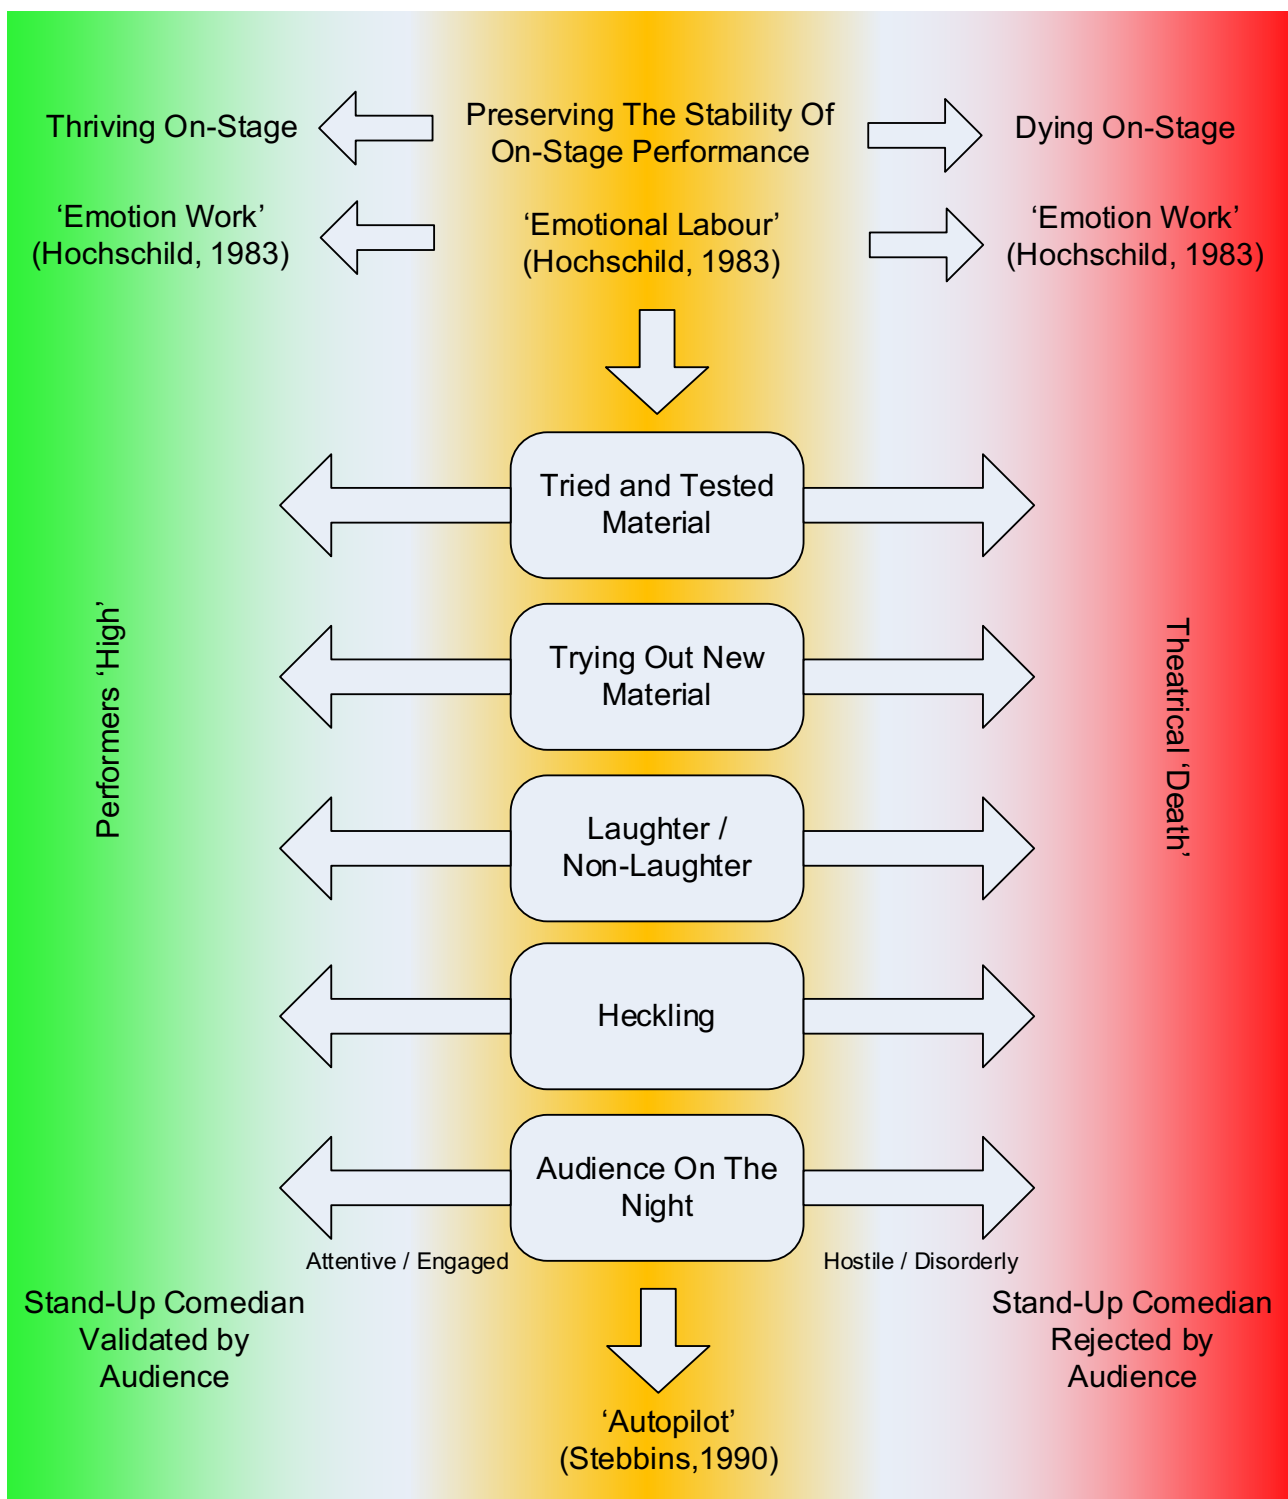 Thriving On-Stage
Preserving The Stability Of
On-Stage Performance
Dying On-Stage
‘Emotion Work’
(Hochschild, 1983)
‘Emotional Labour’
(Hochschild, 1983)
‘Emotion Work’
(Hochschild, 1983)
Tried and Tested
Material
Trying Out New
Material
Performers ‘High’
Theatrical ‘Death’
Laughter /
Non-Laughter
Heckling
Audience On The
Night
Attentive / Engaged
Hostile / Disorderly
Stand-Up Comedian
Validated by
Audience
Stand-Up Comedian
Rejected by
Audience
‘Autopilot’
(Stebbins,1990)